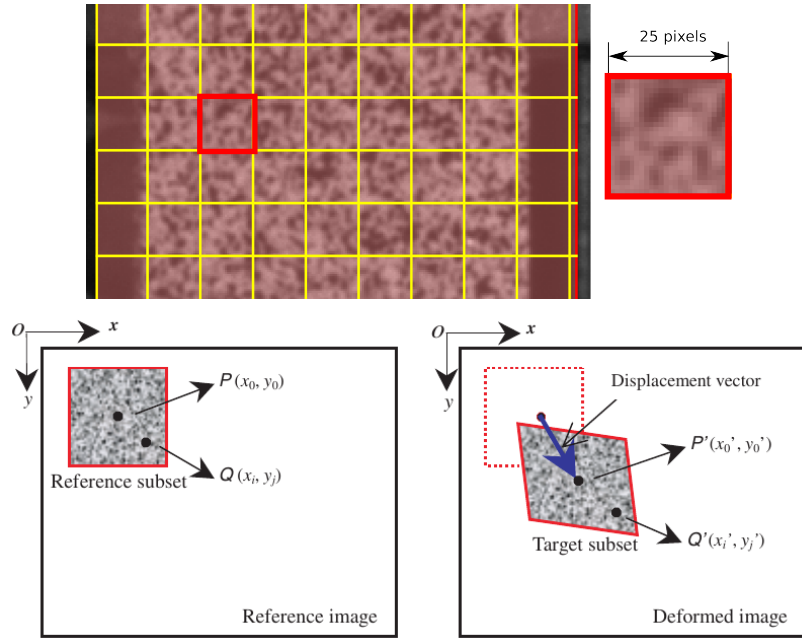 25 pixels
O x
y
P (x₀, y₀)
Q (xᵢ, yⱼ)
Reference subset
Reference image
O x
y
Displacement vector
P’(x₀’, y₀’)
Q’(xᵢ’, yⱼ’)
Target subset
Deformed image